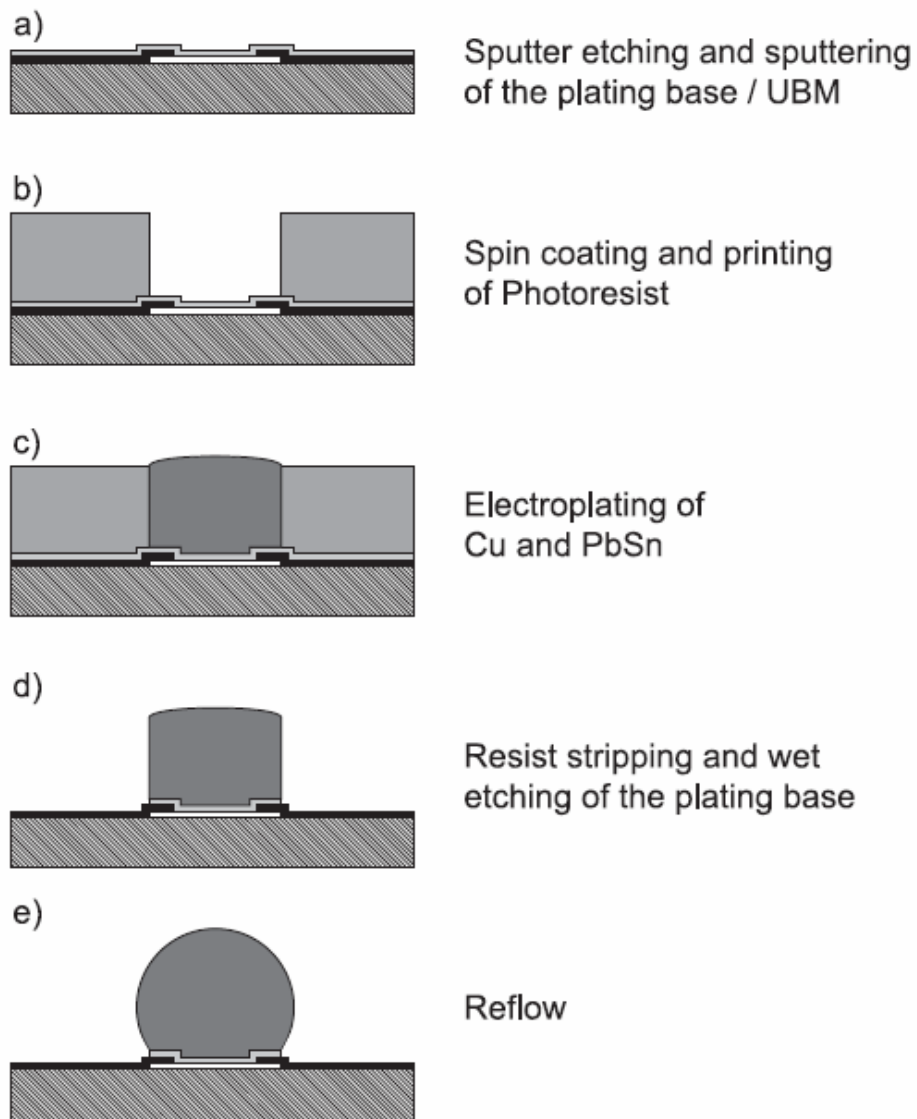 a)
Sputter etching and sputtering
of the plating base / UBM
b)
Spin coating and printing
of Photoresist
c)
Electroplating of
Cu and PbSn
d)
Resist stripping and wet
etching of the plating base
e)
Reflow